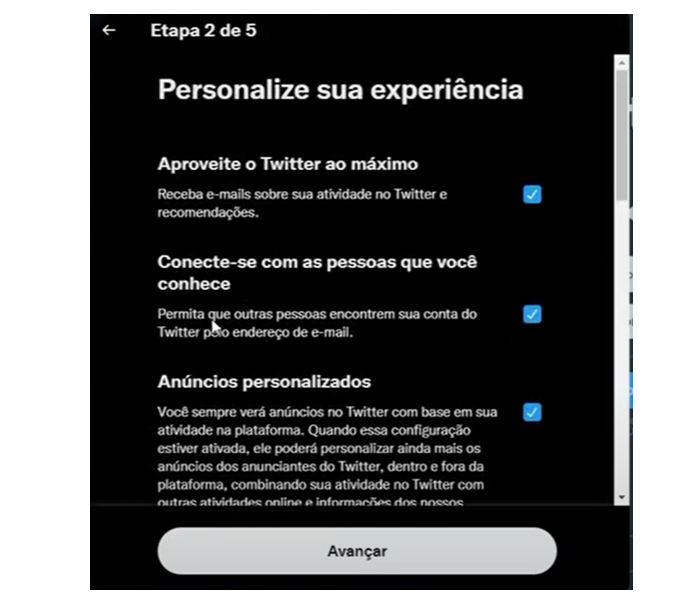 Etapa 2 de 5
Personalize sua experiência
Aproveite o Twitter ao máximo
Receba e-mails sobre sua atividade no Twitter e
recomendações.
Conecte-se com as pessoas que você
conhece
Permita que outras pessoas encontrem sua conta do
Twitter pelo endereço de e-mail.
Anúncios personalizados
Você sempre verá anúncios no Twitter com base em sua
atividade na plataforma. Quando essa configuração
estiver ativada, ele poderá personalizar ainda mais os
anúncios dos anunciantes do Twitter, dentro e fora da
plataforma, combinando sua atividade no Twitter com
outras atividades online e informações dos nossos
Avançar